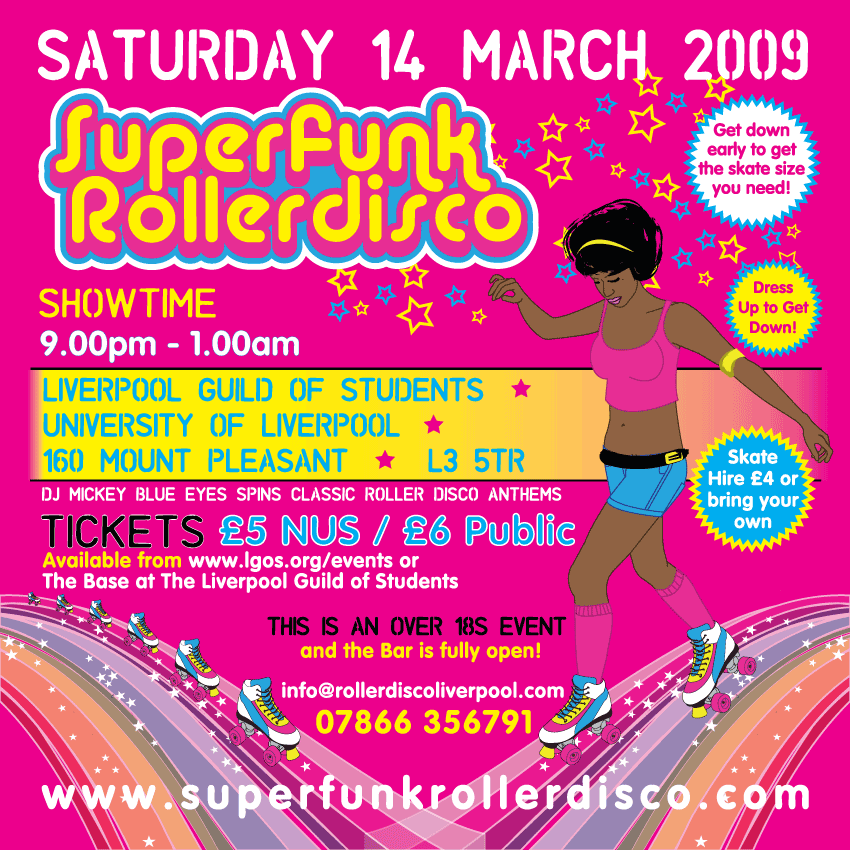 SATURDAY 14 MARCH 2009
Superfunk
Rollerdisco
Get down
early to get
the skate size
you need!
SHOWTIME
9.00pm - 1.00am
Dress
Up to Get
Down!
LIVERPOOL GUILD OF STUDENTS
UNIVERSITY OF LIVERPOOL
160 MOUNT PLEASANT ★ L3 5TR
Skate
Hire £4 or
bring your
own
DJ MICKEY BLUE EYES SPINS CLASSIC ROLLER DISCO ANTHEMS
TICKETS £5 NUS / £6 Public
Available from www.lgos.org/events or
The Base at The Liverpool Guild of Students
THIS IS AN OVER 18S EVENT
and the Bar is fully open!
info@rollerdiscoliverpool.com
07866 356791
www.superfunkrollerdisco.com